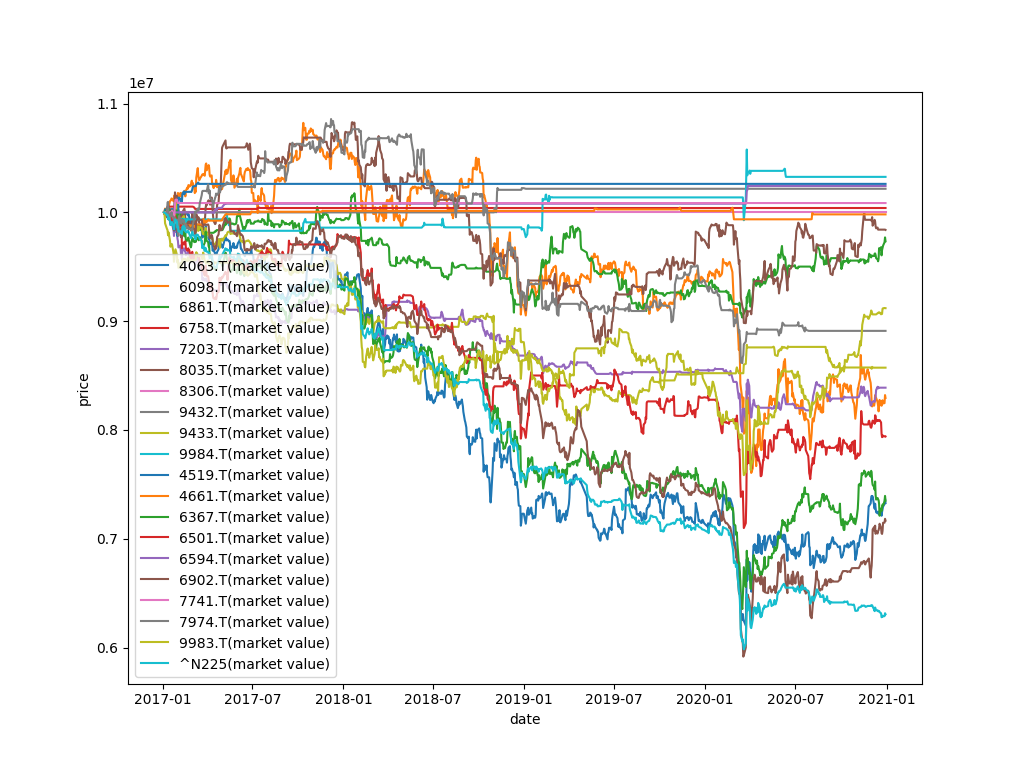 1e7
1.1
1.0
0.9
0.8
0.7
0.6
price
4063.T(market value)
6098.T(market value)
6861.T(market value)
6758.T(market value)
7203.T(market value)
8035.T(market value)
8306.T(market value)
9432.T(market value)
9433.T(market value)
9984.T(market value)
4519.T(market value)
4661.T(market value)
6367.T(market value)
6501.T(market value)
6594.T(market value)
6902.T(market value)
7741.T(market value)
7974.T(market value)
9983.T(market value)
^N225(market value)
2017-01 2017-07 2018-01 2018-07 2019-01 2019-07 2020-01 2020-07 2021-01
date